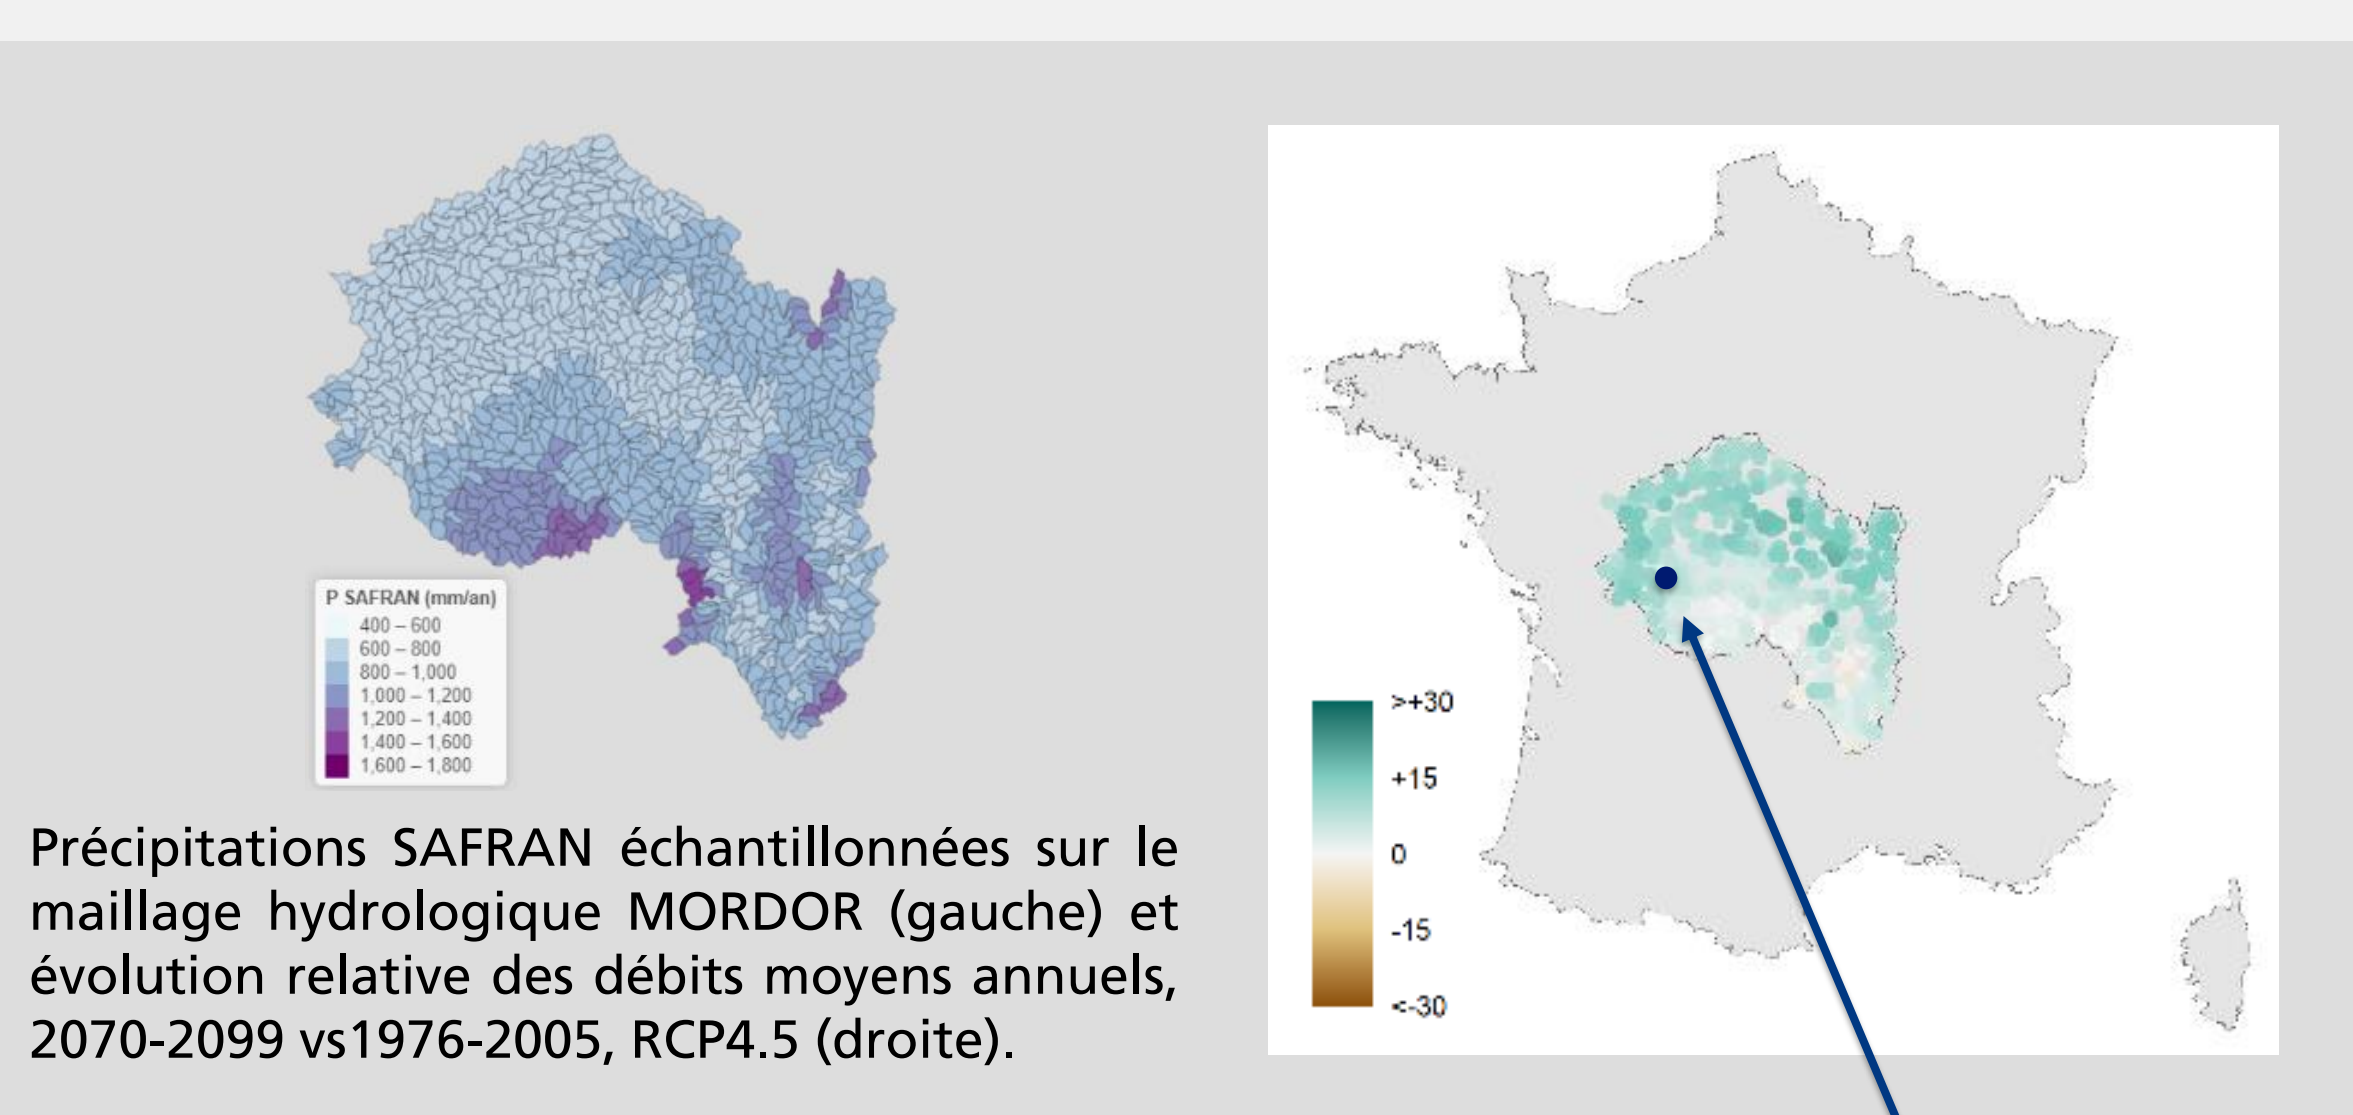 P SAFRAN (mm/an)
400 – 600
600 – 800
800 – 1,000
1,000 – 1,200
1,200 – 1,400
1,400 – 1,600
1,600 – 1,800
Précipitations SAFRAN échantillonnées sur le
maillage hydrologique MORDOR (gauche) et
évolution relative des débits moyens annuels,
2070-2099 vs1976-2005, RCP4.5 (droite).
>+30
+15
0
-15
<-30